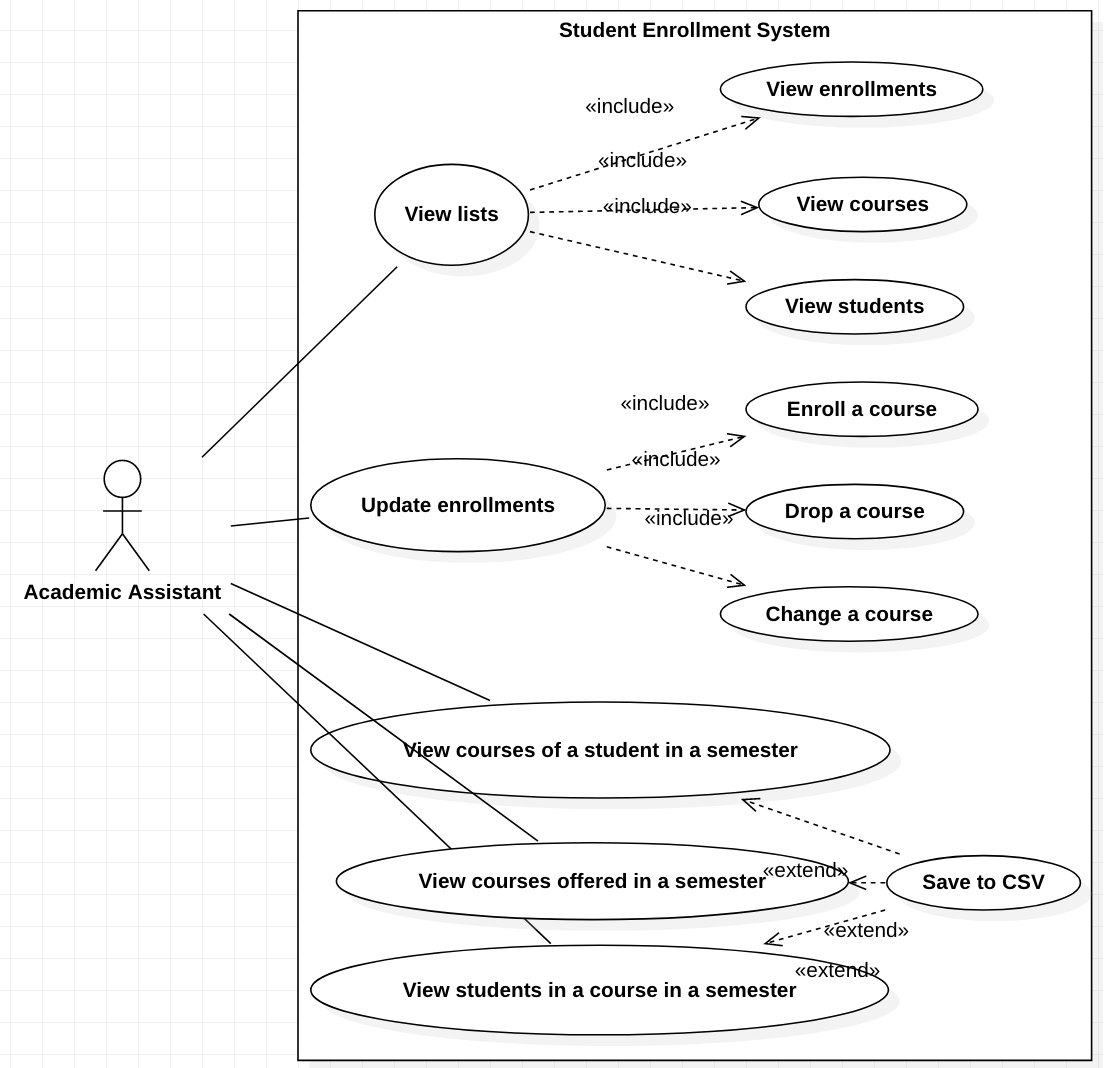 Student Enrollment System
View enrollments
«include»
«include»
View courses
«include»
View lists
View students
«include»
Enroll a course
«include»
Update enrollments
Drop a course
«include»
Academic Assistant
Change a course
View courses of a student in a semester
«extend»
View courses offered in a semester
Save to CSV
«extend»
«extend»
View students in a course in a semester